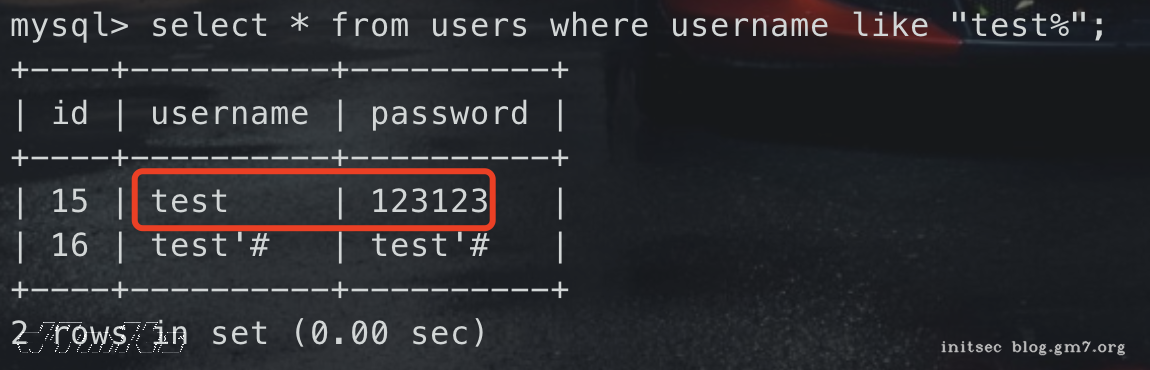 mysql> select * from users where username like "test%";
+----+----------+----------+
| id | username | password |
+----+----------+----------+
| 15 | test     | 123123   |
| 16 | test'#   | test'#   |
+----+----------+----------+
2 rows in set (0.00 sec)
initsec blog.gm7.org